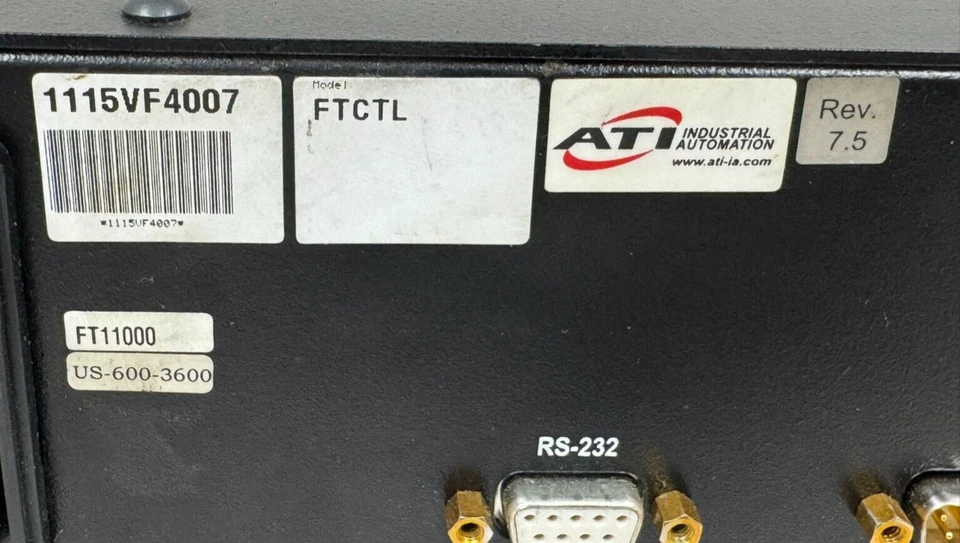 1115VF4007
*1115VF4007*
Model
FTCTL
ATI INDUSTRIAL
AUTOMATION
www.ati-ia.com
Rev.
7.5
FT11000
US-600-3600
RS-232